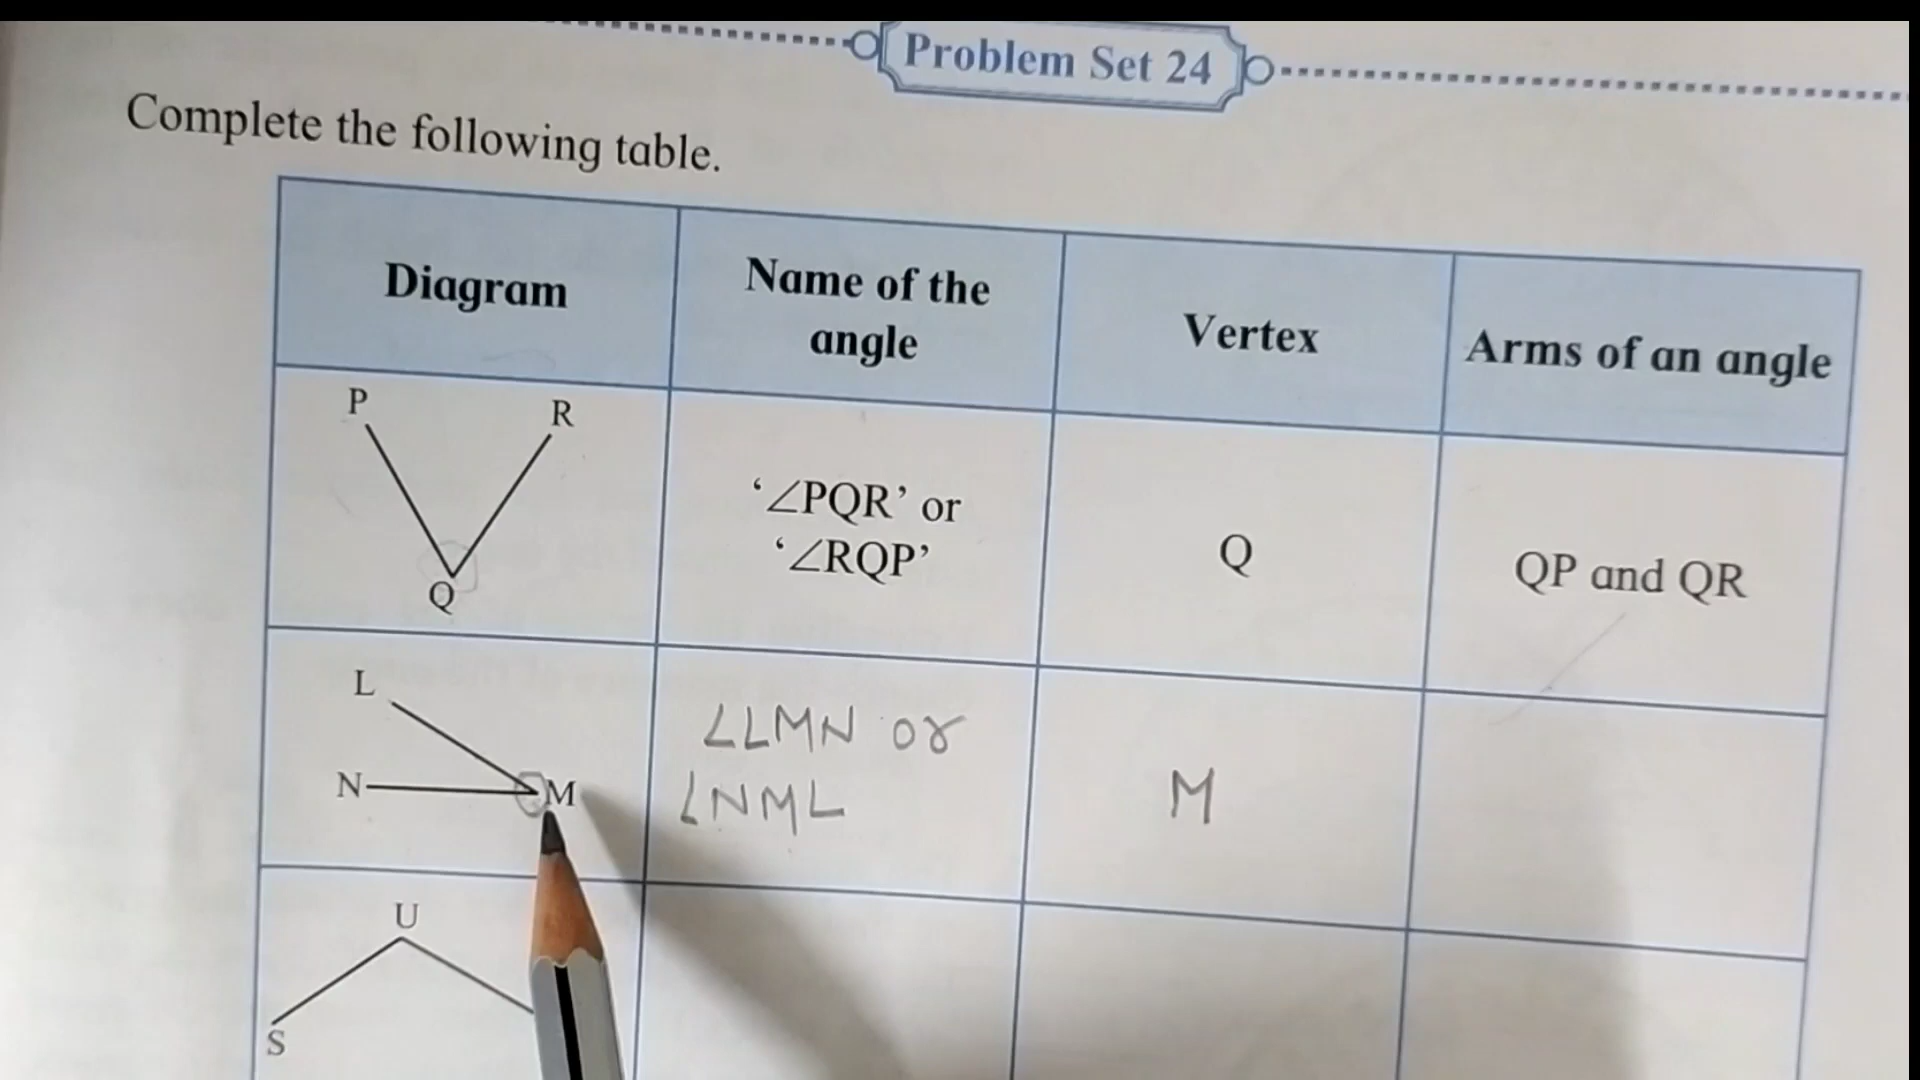 Problem Set 24
Complete the following table.
Diagram
Name of the
angle
Vertex
Arms of an angle
P
R
Q
‘∠PQR’ or
‘∠RQP’
Q
QP and QR
L
N
M
∠LMN or
∠NML
M
U
S